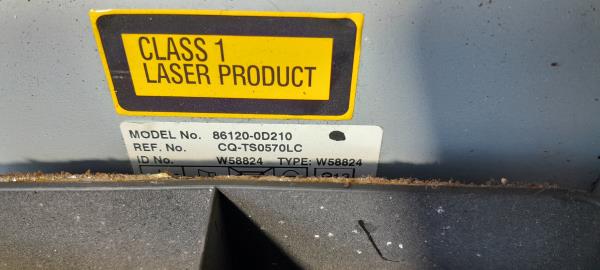 CLASS 1
LASER PRODUCT
MODEL No. 86120-0D210
REF. No. CQ-TS0570LC
ID No. W58824 TYPE: W58824